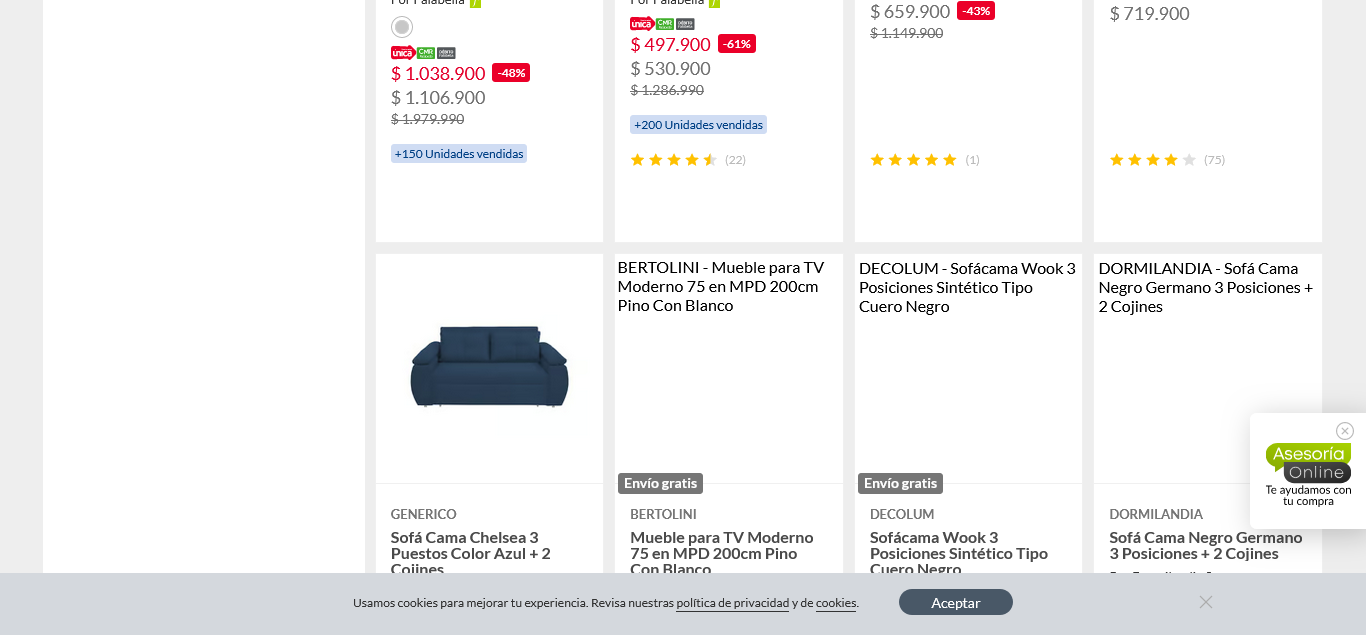 Por Falabella
única CMR
$ 1.038.900 -48%
$ 1.106.900
$ 1.979.990
+150 Unidades vendidas
Por Falabella
única CMR
$ 497.900 -61%
$ 530.900
$ 1.286.990
+200 Unidades vendidas
(22)
$ 659.900 -43%
$ 1.149.900
(1)
$ 719.900
(75)
GENERICO
Sofá Cama Chelsea 3
Puestos Color Azul + 2
Cojines
BERTOLINI - Mueble para TV
Moderno 75 en MPD 200cm
Pino Con Blanco
Envío gratis
BERTOLINI
Mueble para TV Moderno
75 en MPD 200cm Pino
Con Blanco
DECOLUM - Sofácama Wook 3
Posiciones Sintético Tipo
Cuero Negro
Envío gratis
DECOLUM
Sofácama Wook 3
Posiciones Sintético Tipo
Cuero Negro
DORMILANDIA - Sofá Cama
Negro Germano 3 Posiciones +
2 Cojines
DORMILANDIA
Sofá Cama Negro Germano
3 Posiciones + 2 Cojines
Asesoría
Online
Te ayudamos con
tu compra
Usamos cookies para mejorar tu experiencia. Revisa nuestras política de privacidad y de cookies.
Aceptar